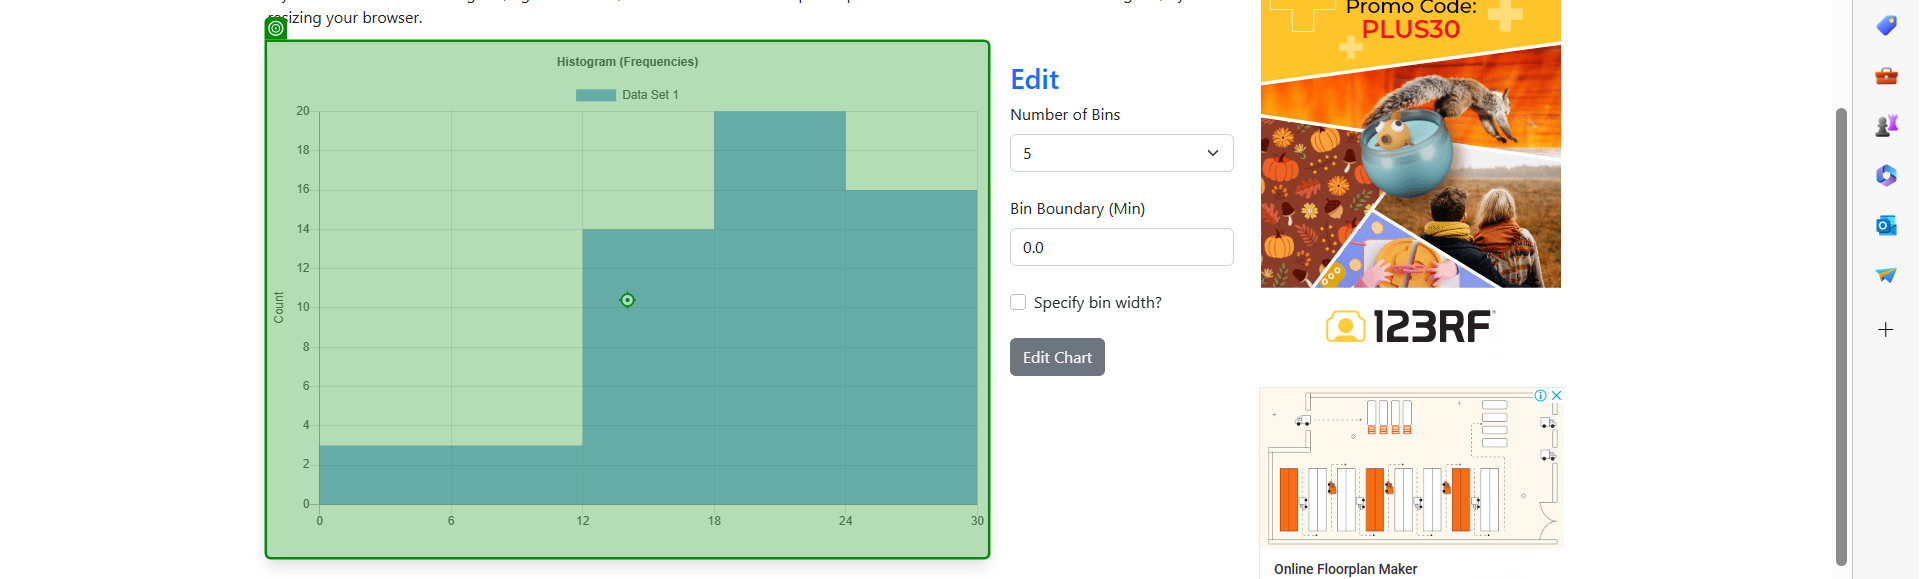 resizing your browser.
Histogram (Frequencies)
Data Set 1
20
18
16
14
12
10
8
6
4
2
0
Count
0 6 12 18 24 30
Edit
Number of Bins
5
Bin Boundary (Min)
0.0
Specify bin width?
Edit Chart
Promo Code:
PLUS30
123RF
Online Floorplan Maker